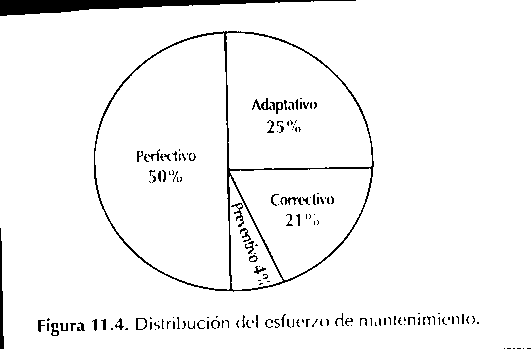 Adaptativo
25%
Perfectivo
50%
Correctivo
21%
Preventivo 4%
Figura 11.4. Distribución del esfuerzo de mantenimiento.